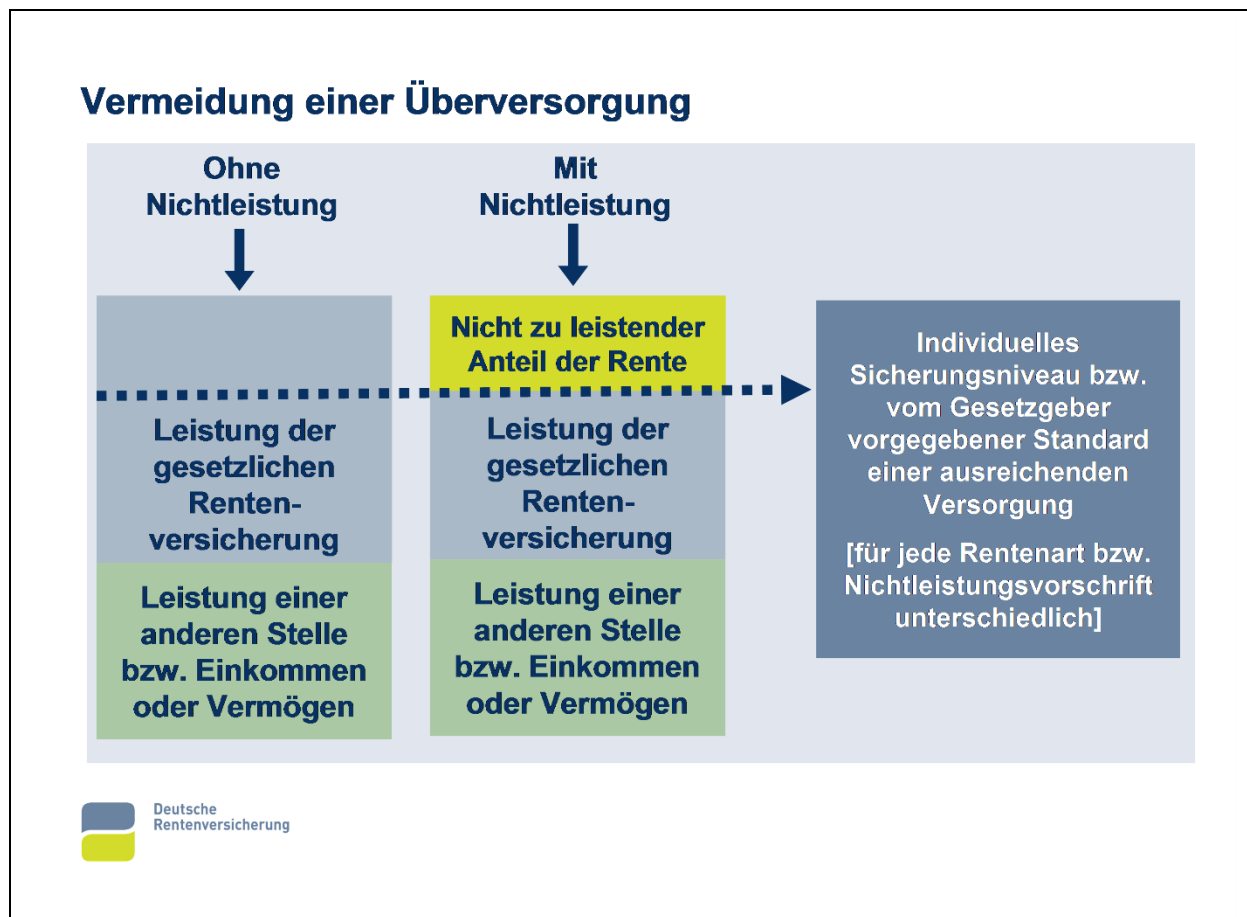 Vermeidung einer Überversorgung
Ohne
Nichtleistung
Mit
Nichtleistung
Leistung der
gesetzlichen
Renten-
versicherung
Leistung einer
anderen Stelle
bzw. Einkommen
oder Vermögen
Nicht zu leistender
Anteil der Rente
Leistung der
gesetzlichen
Renten-
versicherung
Leistung einer
anderen Stelle
bzw. Einkommen
oder Vermögen
Individuelles
Sicherungsniveau bzw.
vom Gesetzgeber
vorgegebener Standard
einer ausreichenden
Versorgung
[für jede Rentenart bzw.
Nichtleistungsvorschrift
unterschiedlich]
Deutsche
Rentenversicherung